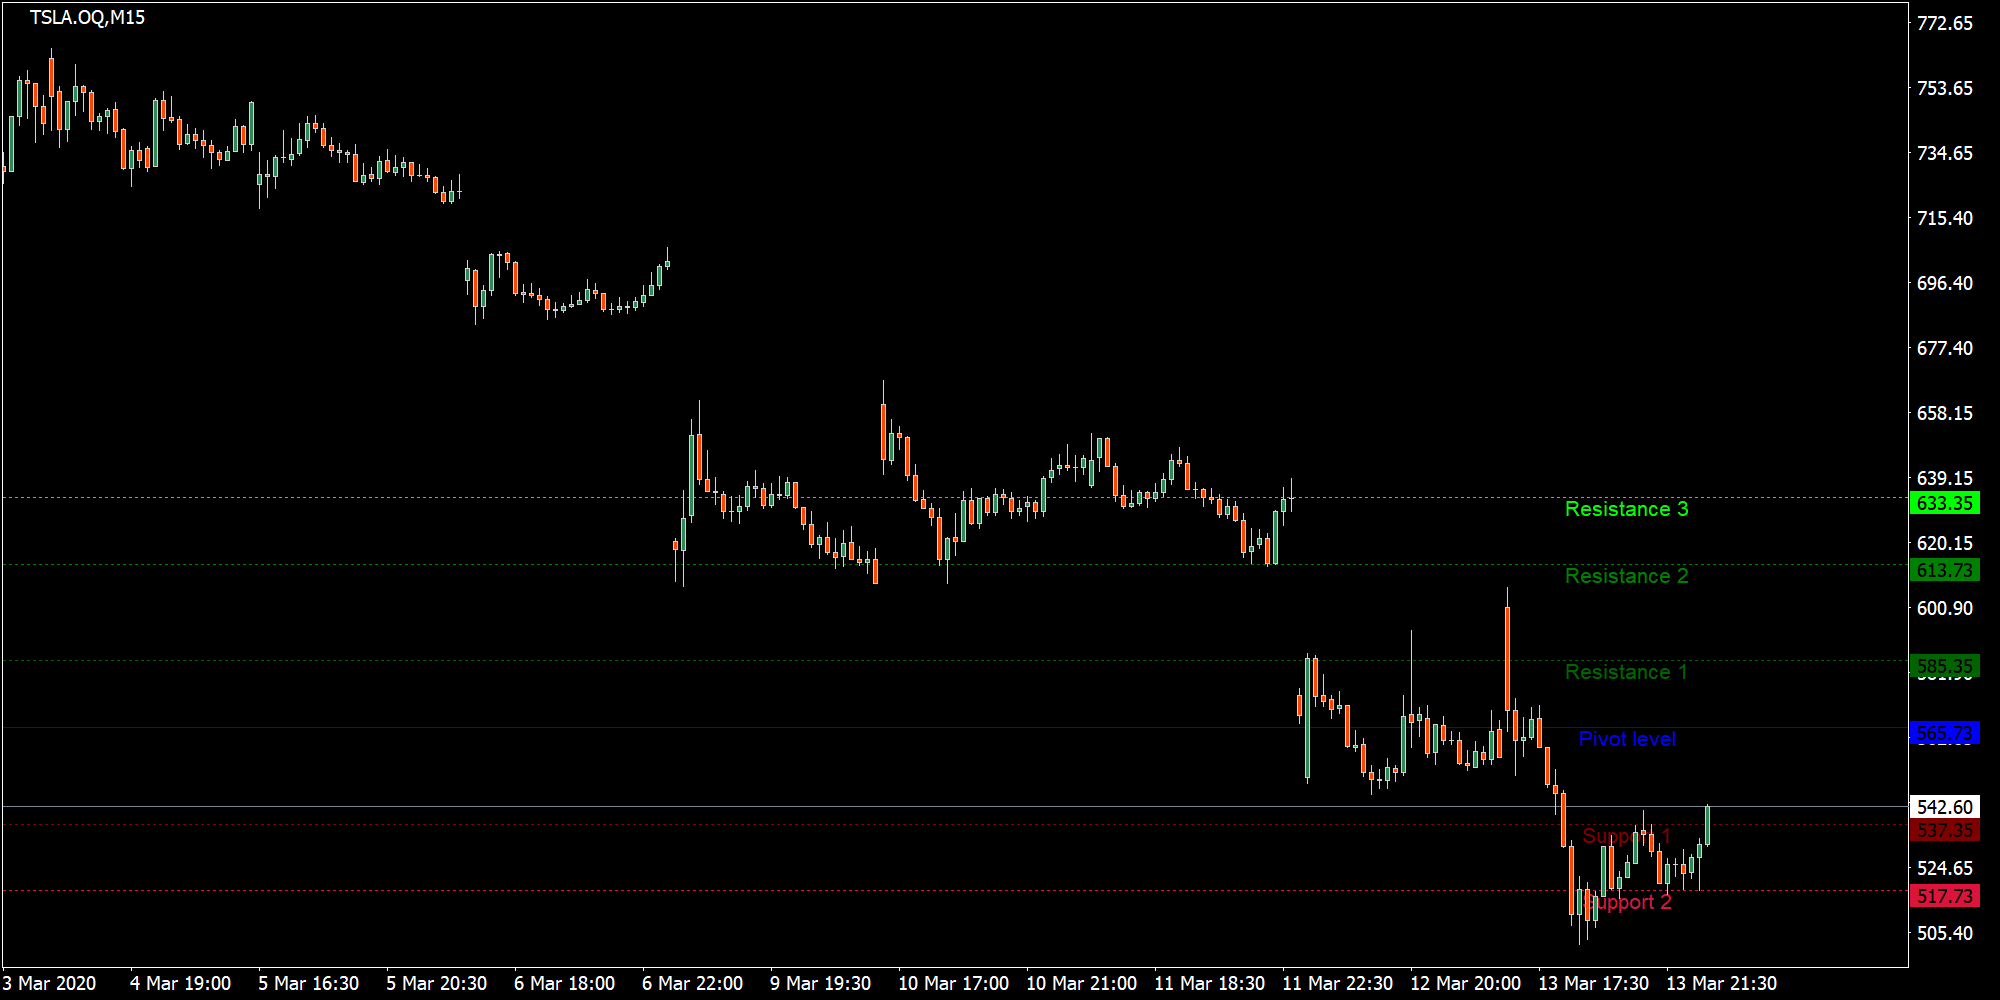 TSLA.OQ,M15
772.65
753.65
734.65
715.40
696.40
677.40
658.15
639.15
Resistance 3
633.35
620.15
Resistance 2
613.73
600.90
Resistance 1
585.35
Pivot level
565.73
542.60
Support 1
537.35
524.65
Support 2
517.73
505.40
3 Mar 2020
4 Mar 19:00
5 Mar 16:30
5 Mar 20:30
6 Mar 18:00
6 Mar 22:00
9 Mar 19:30
10 Mar 17:00
10 Mar 21:00
11 Mar 18:30
11 Mar 22:30
12 Mar 20:00
13 Mar 17:30
13 Mar 21:30